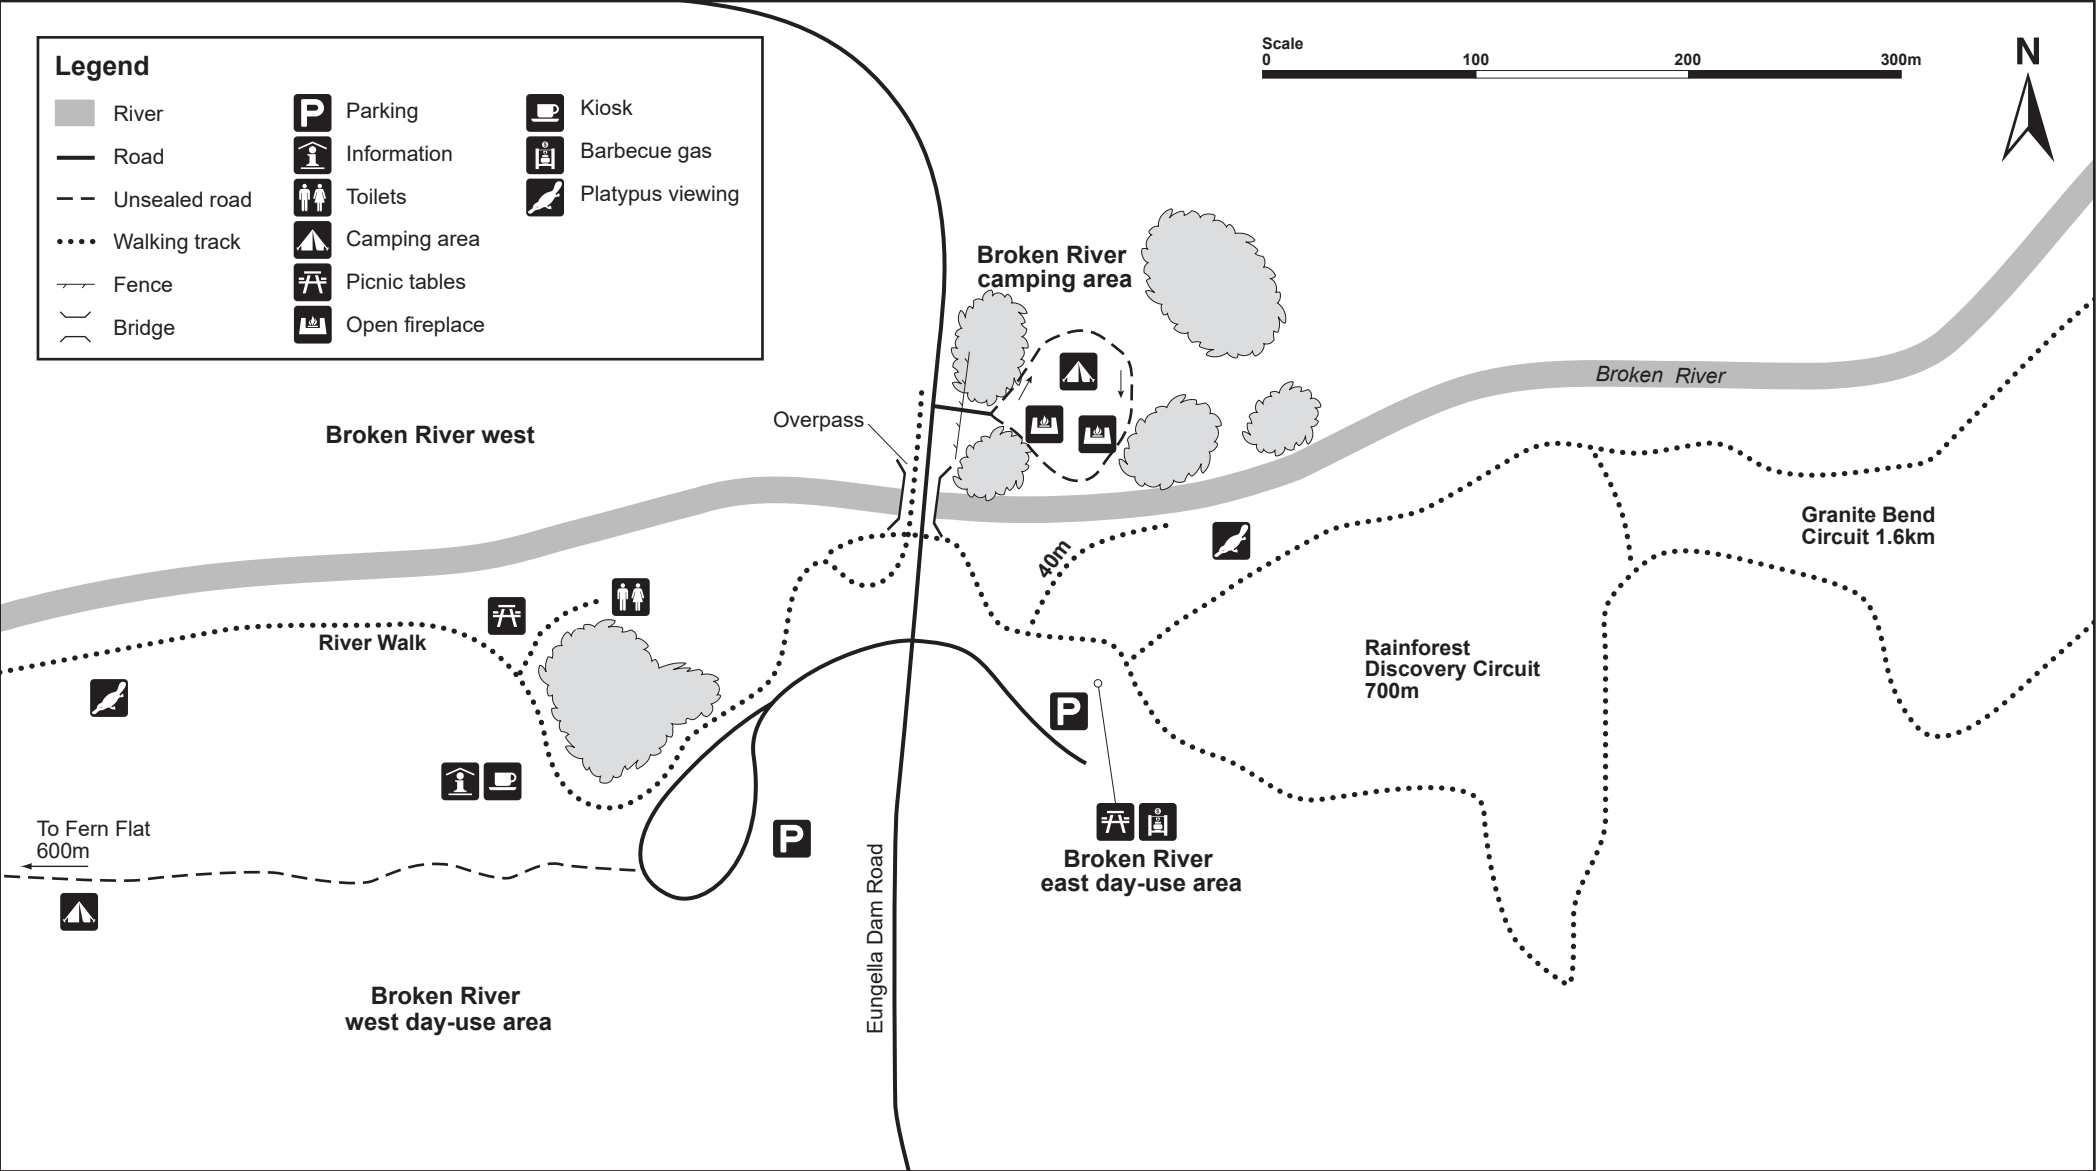 Legend
River
Road
Unsealed road
Walking track
Fence
Bridge
Parking
Information
Toilets
Camping area
Picnic tables
Open fireplace
Kiosk
Barbecue gas
Platypus viewing
Scale
0 100 200 300m
N
Broken River
camping area
Broken River
Overpass
Broken River west
Granite Bend
Circuit 1.6km
40m
River Walk
Rainforest
Discovery Circuit
700m
To Fern Flat
600m
Eungella Dam Road
Broken River
east day-use area
Broken River
west day-use area